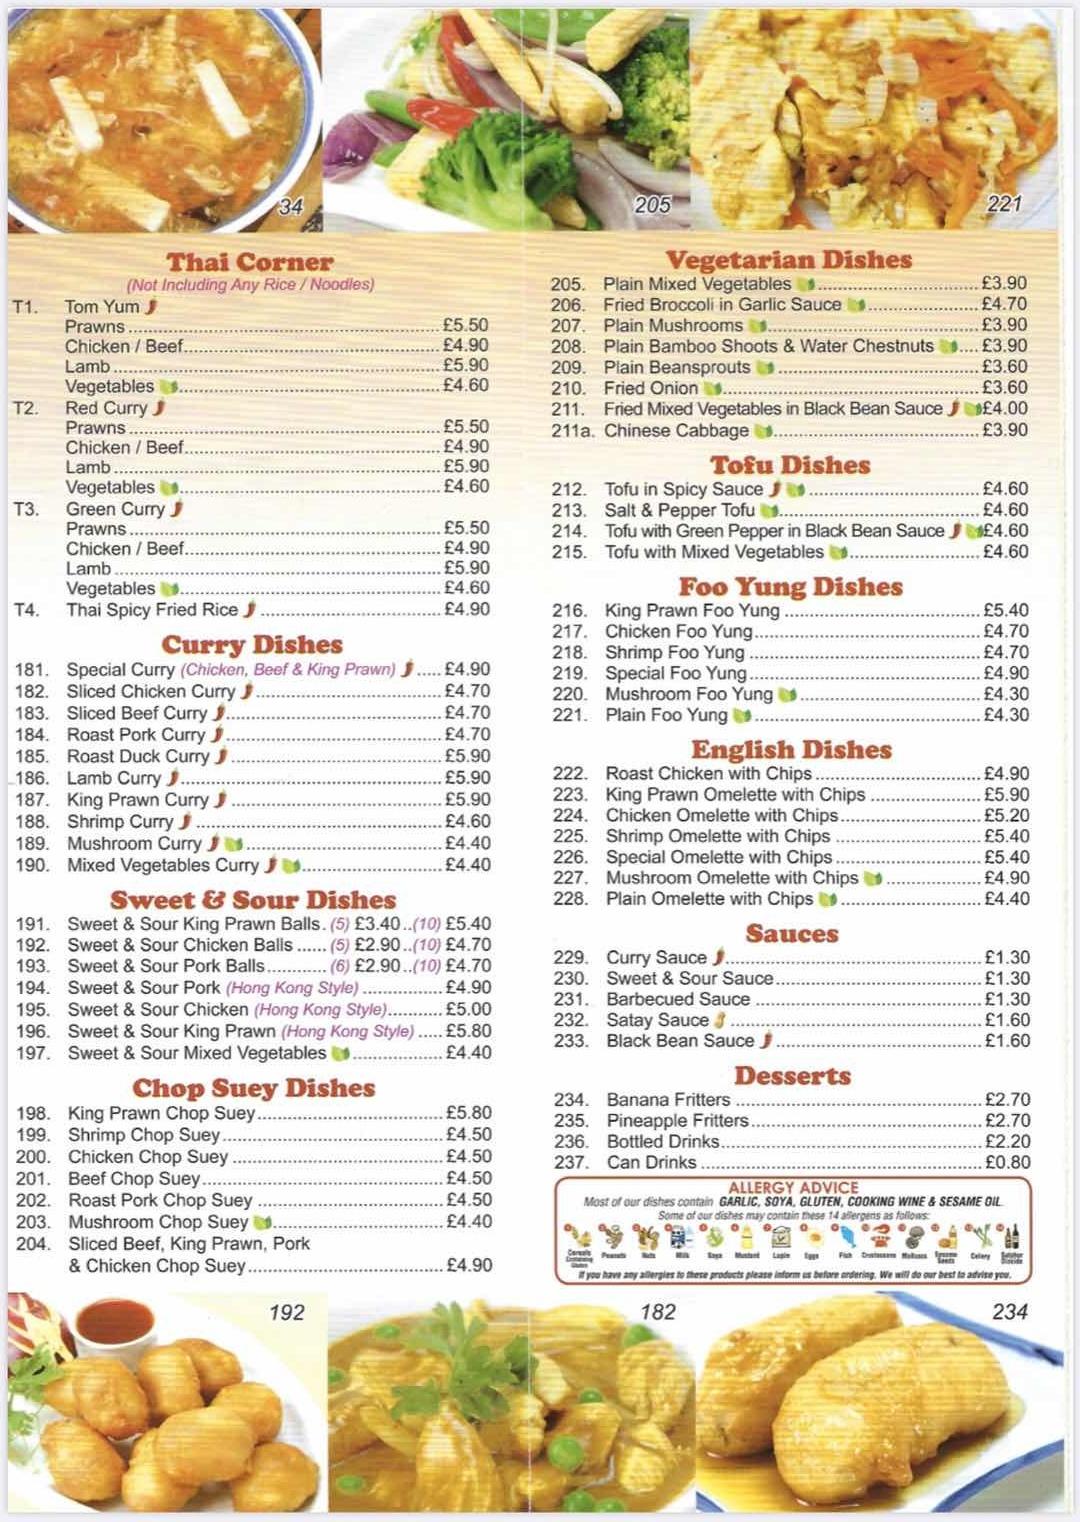 34
205
221
Thai Corner
(Not Including Any Rice / Noodles)
T1. Tom Yum
Prawns £5.50
Chicken / Beef £4.90
Lamb £5.90
Vegetables £4.60
T2. Red Curry
Prawns £5.50
Chicken / Beef £4.90
Lamb £5.90
Vegetables £4.60
T3. Green Curry
Prawns £5.50
Chicken / Beef £4.90
Lamb £5.90
Vegetables £4.60
T4. Thai Spicy Fried Rice £4.90
Curry Dishes
181. Special Curry (Chicken, Beef & King Prawn) £4.90
182. Sliced Chicken Curry £4.70
183. Sliced Beef Curry £4.70
184. Roast Pork Curry £4.70
185. Roast Duck Curry £5.90
186. Lamb Curry £5.90
187. King Prawn Curry £5.90
188. Shrimp Curry £4.60
189. Mushroom Curry £4.40
190. Mixed Vegetables Curry £4.40
Sweet & Sour Dishes
191. Sweet & Sour King Prawn Balls. (5) £3.40..(10) £5.40
192. Sweet & Sour Chicken Balls ...... (5) £2.90..(10) £4.70
193. Sweet & Sour Pork Balls............ (6) £2.90..(10) £4.70
194. Sweet & Sour Pork (Hong Kong Style) £4.90
195. Sweet & Sour Chicken (Hong Kong Style) £5.00
196. Sweet & Sour King Prawn (Hong Kong Style) £5.80
197. Sweet & Sour Mixed Vegetables £4.40
Chop Suey Dishes
198. King Prawn Chop Suey £5.80
199. Shrimp Chop Suey £4.50
200. Chicken Chop Suey £4.50
201. Beef Chop Suey £4.50
202. Roast Pork Chop Suey £4.50
203. Mushroom Chop Suey £4.40
204. Sliced Beef, King Prawn, Pork
& Chicken Chop Suey £4.90
Vegetarian Dishes
205. Plain Mixed Vegetables £3.90
206. Fried Broccoli in Garlic Sauce £4.70
207. Plain Mushrooms £3.90
208. Plain Bamboo Shoots & Water Chestnuts £3.90
209. Plain Beansprouts £3.60
210. Fried Onion £3.60
211. Fried Mixed Vegetables in Black Bean Sauce £4.00
211a. Chinese Cabbage £3.90
Tofu Dishes
212. Tofu in Spicy Sauce £4.60
213. Salt & Pepper Tofu £4.60
214. Tofu with Green Pepper in Black Bean Sauce £4.60
215. Tofu with Mixed Vegetables £4.60
Foo Yung Dishes
216. King Prawn Foo Yung £5.40
217. Chicken Foo Yung £4.70
218. Shrimp Foo Yung £4.70
219. Special Foo Yung £4.90
220. Mushroom Foo Yung £4.30
221. Plain Foo Yung £4.30
English Dishes
222. Roast Chicken with Chips £4.90
223. King Prawn Omelette with Chips £5.90
224. Chicken Omelette with Chips £5.20
225. Shrimp Omelette with Chips £5.40
226. Special Omelette with Chips £5.40
227. Mushroom Omelette with Chips £4.90
228. Plain Omelette with Chips £4.40
Sauces
229. Curry Sauce £1.30
230. Sweet & Sour Sauce £1.30
231. Barbecued Sauce £1.30
232. Satay Sauce £1.60
233. Black Bean Sauce £1.60
Desserts
234. Banana Fritters £2.70
235. Pineapple Fritters £2.70
236. Bottled Drinks £2.20
237. Can Drinks £0.80
ALLERGY ADVICE
Most of our dishes contain GARLIC, SOYA, GLUTEN, COOKING WINE & SESAME OIL.
Some of our dishes may contain these 14 allergens as follows:
Cereals Containing Gluten Peanuts Nuts Milk Soya Mustard Lupin Eggs Fish Crustaceans Molluscs Sesame Seeds Celery Sulphur Dioxide
If you have any allergies to these products please inform us before ordering. We will do our best to advise you.
192
182
234